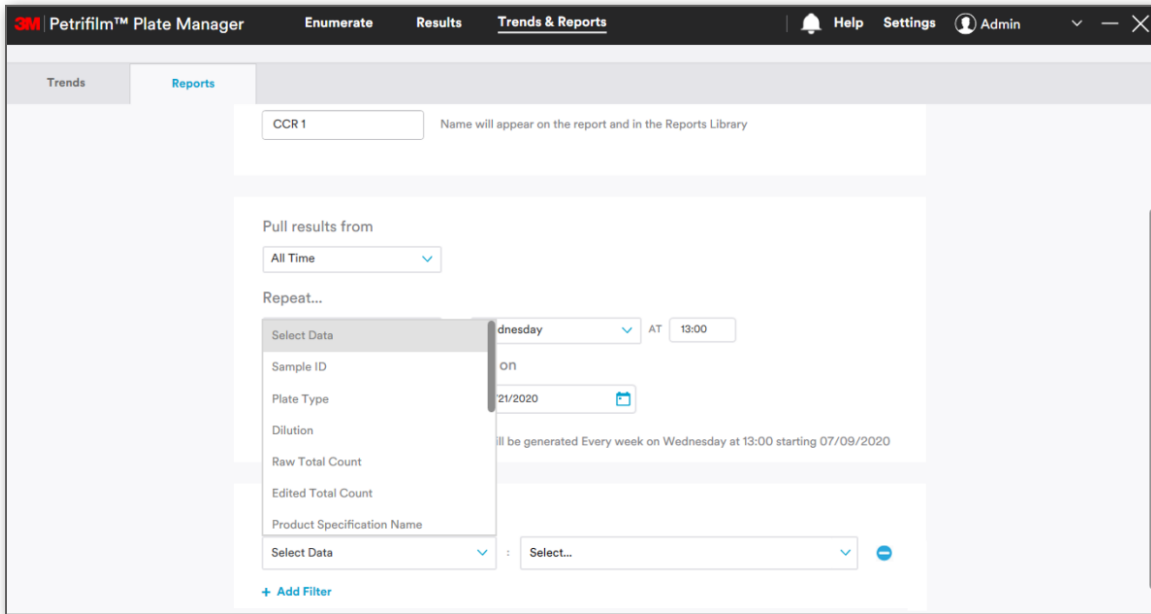 3M Petrifilm™ Plate Manager Enumerate Results Trends & Reports Help Settings Admin
Trends Reports
CCR 1 Name will appear on the report and in the Reports Library
Pull results from
All Time
Repeat...
Select Data dnesday AT 13:00
Sample ID on
Plate Type /21/2020
Dilution
ll be generated Every week on Wednesday at 13:00 starting 07/09/2020
Raw Total Count
Edited Total Count
Product Specification Name
Select Data : Select...
+ Add Filter